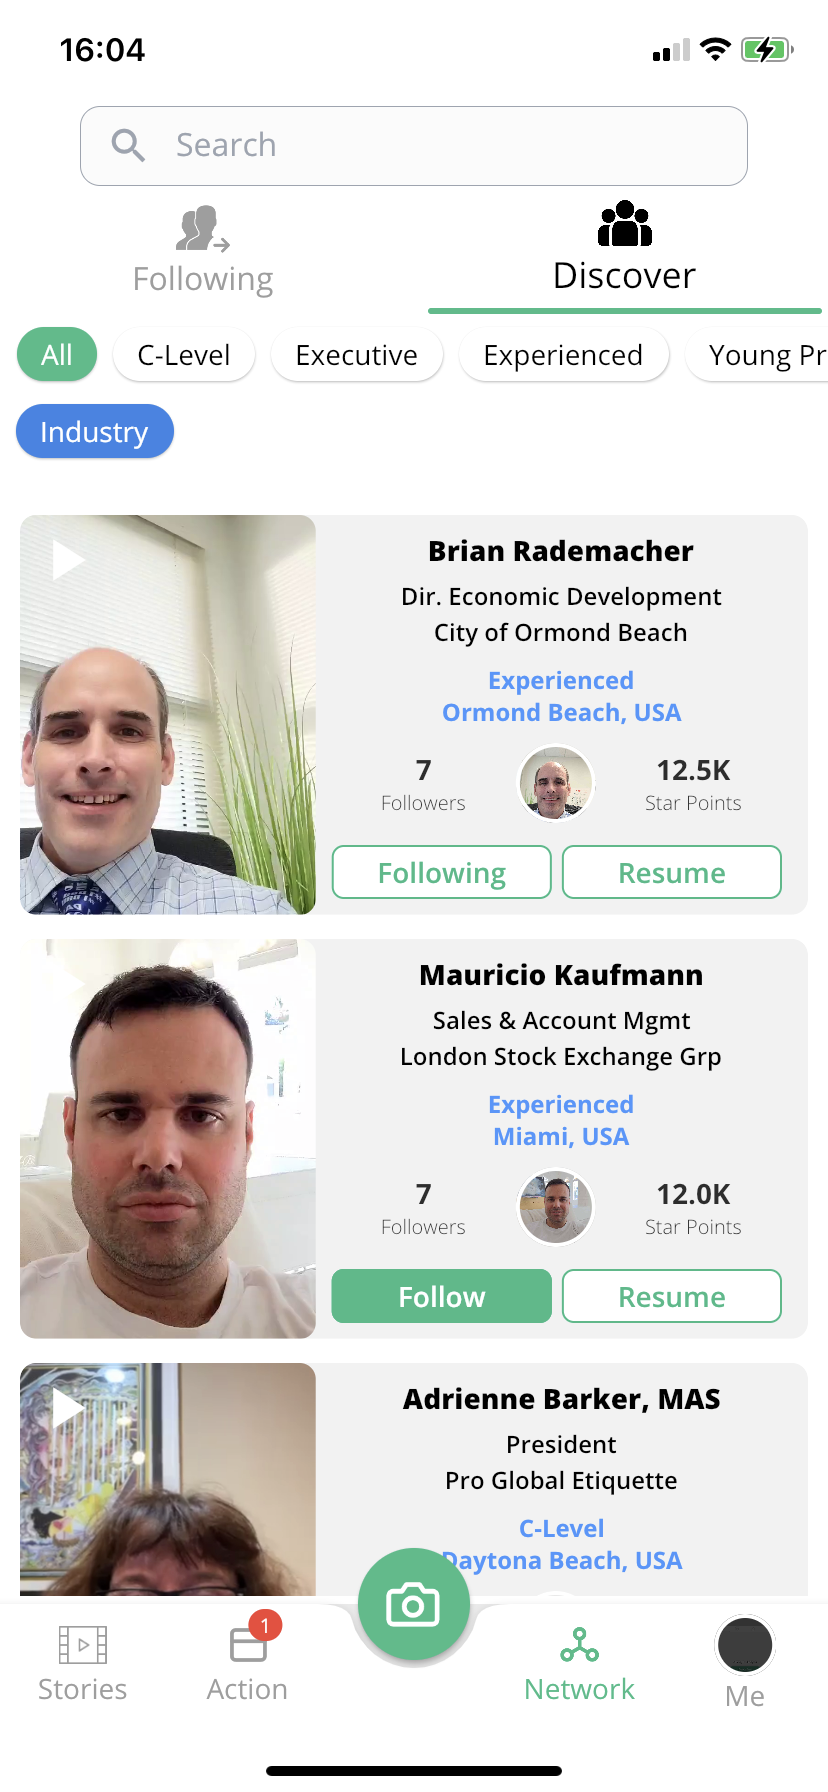 16:04
Search
Following
Discover
All
C-Level
Executive
Experienced
Young Pr
Industry
Brian Rademacher
Dir. Economic Development
City of Ormond Beach
Experienced
Ormond Beach, USA
7
12.5K
Followers
Star Points
Following
Resume
Mauricio Kaufmann
Sales & Account Mgmt
London Stock Exchange Grp
Experienced
Miami, USA
7
12.0K
Followers
Star Points
Follow
Resume
Adrienne Barker, MAS
President
Pro Global Etiquette
C-Level
Daytona Beach, USA
1
Stories
Action
Network
Me